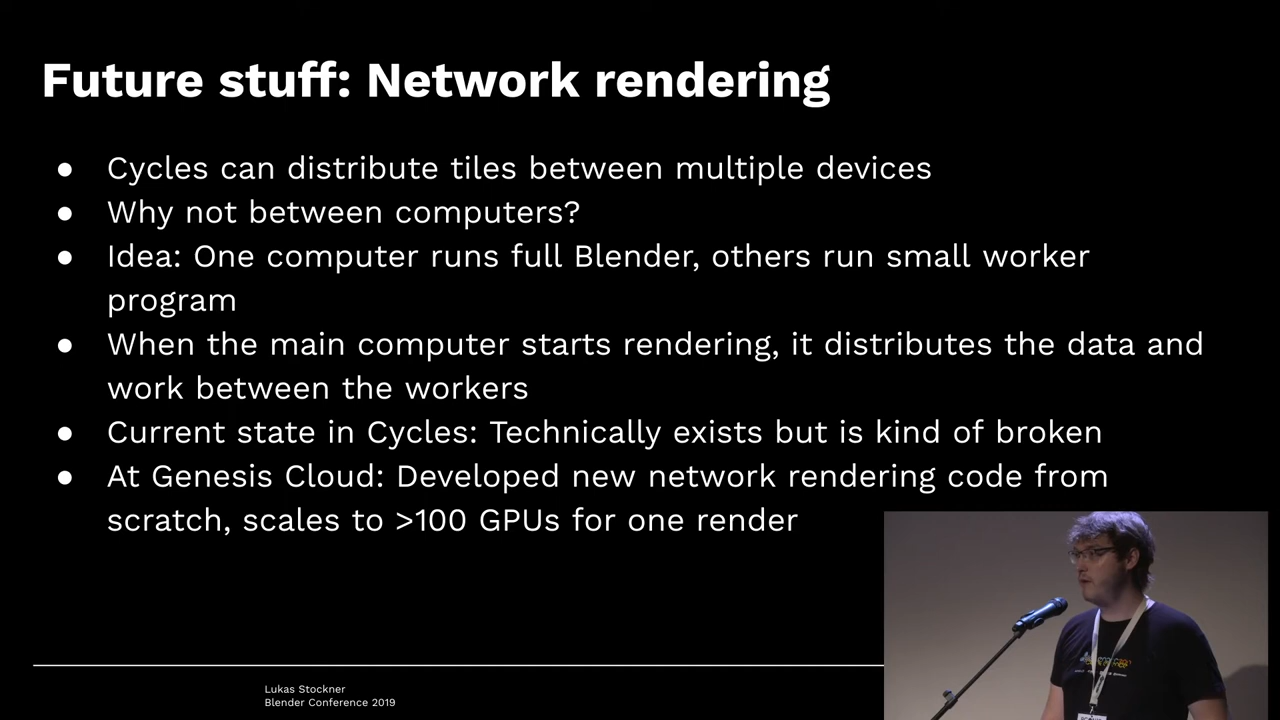 Future stuff: Network rendering
● Cycles can distribute tiles between multiple devices
● Why not between computers?
● Idea: One computer runs full Blender, others run small worker
program
● When the main computer starts rendering, it distributes the data and
work between the workers
● Current state in Cycles: Technically exists but is kind of broken
● At Genesis Cloud: Developed new network rendering code from
scratch, scales to >100 GPUs for one render
Lukas Stockner
Blender Conference 2019